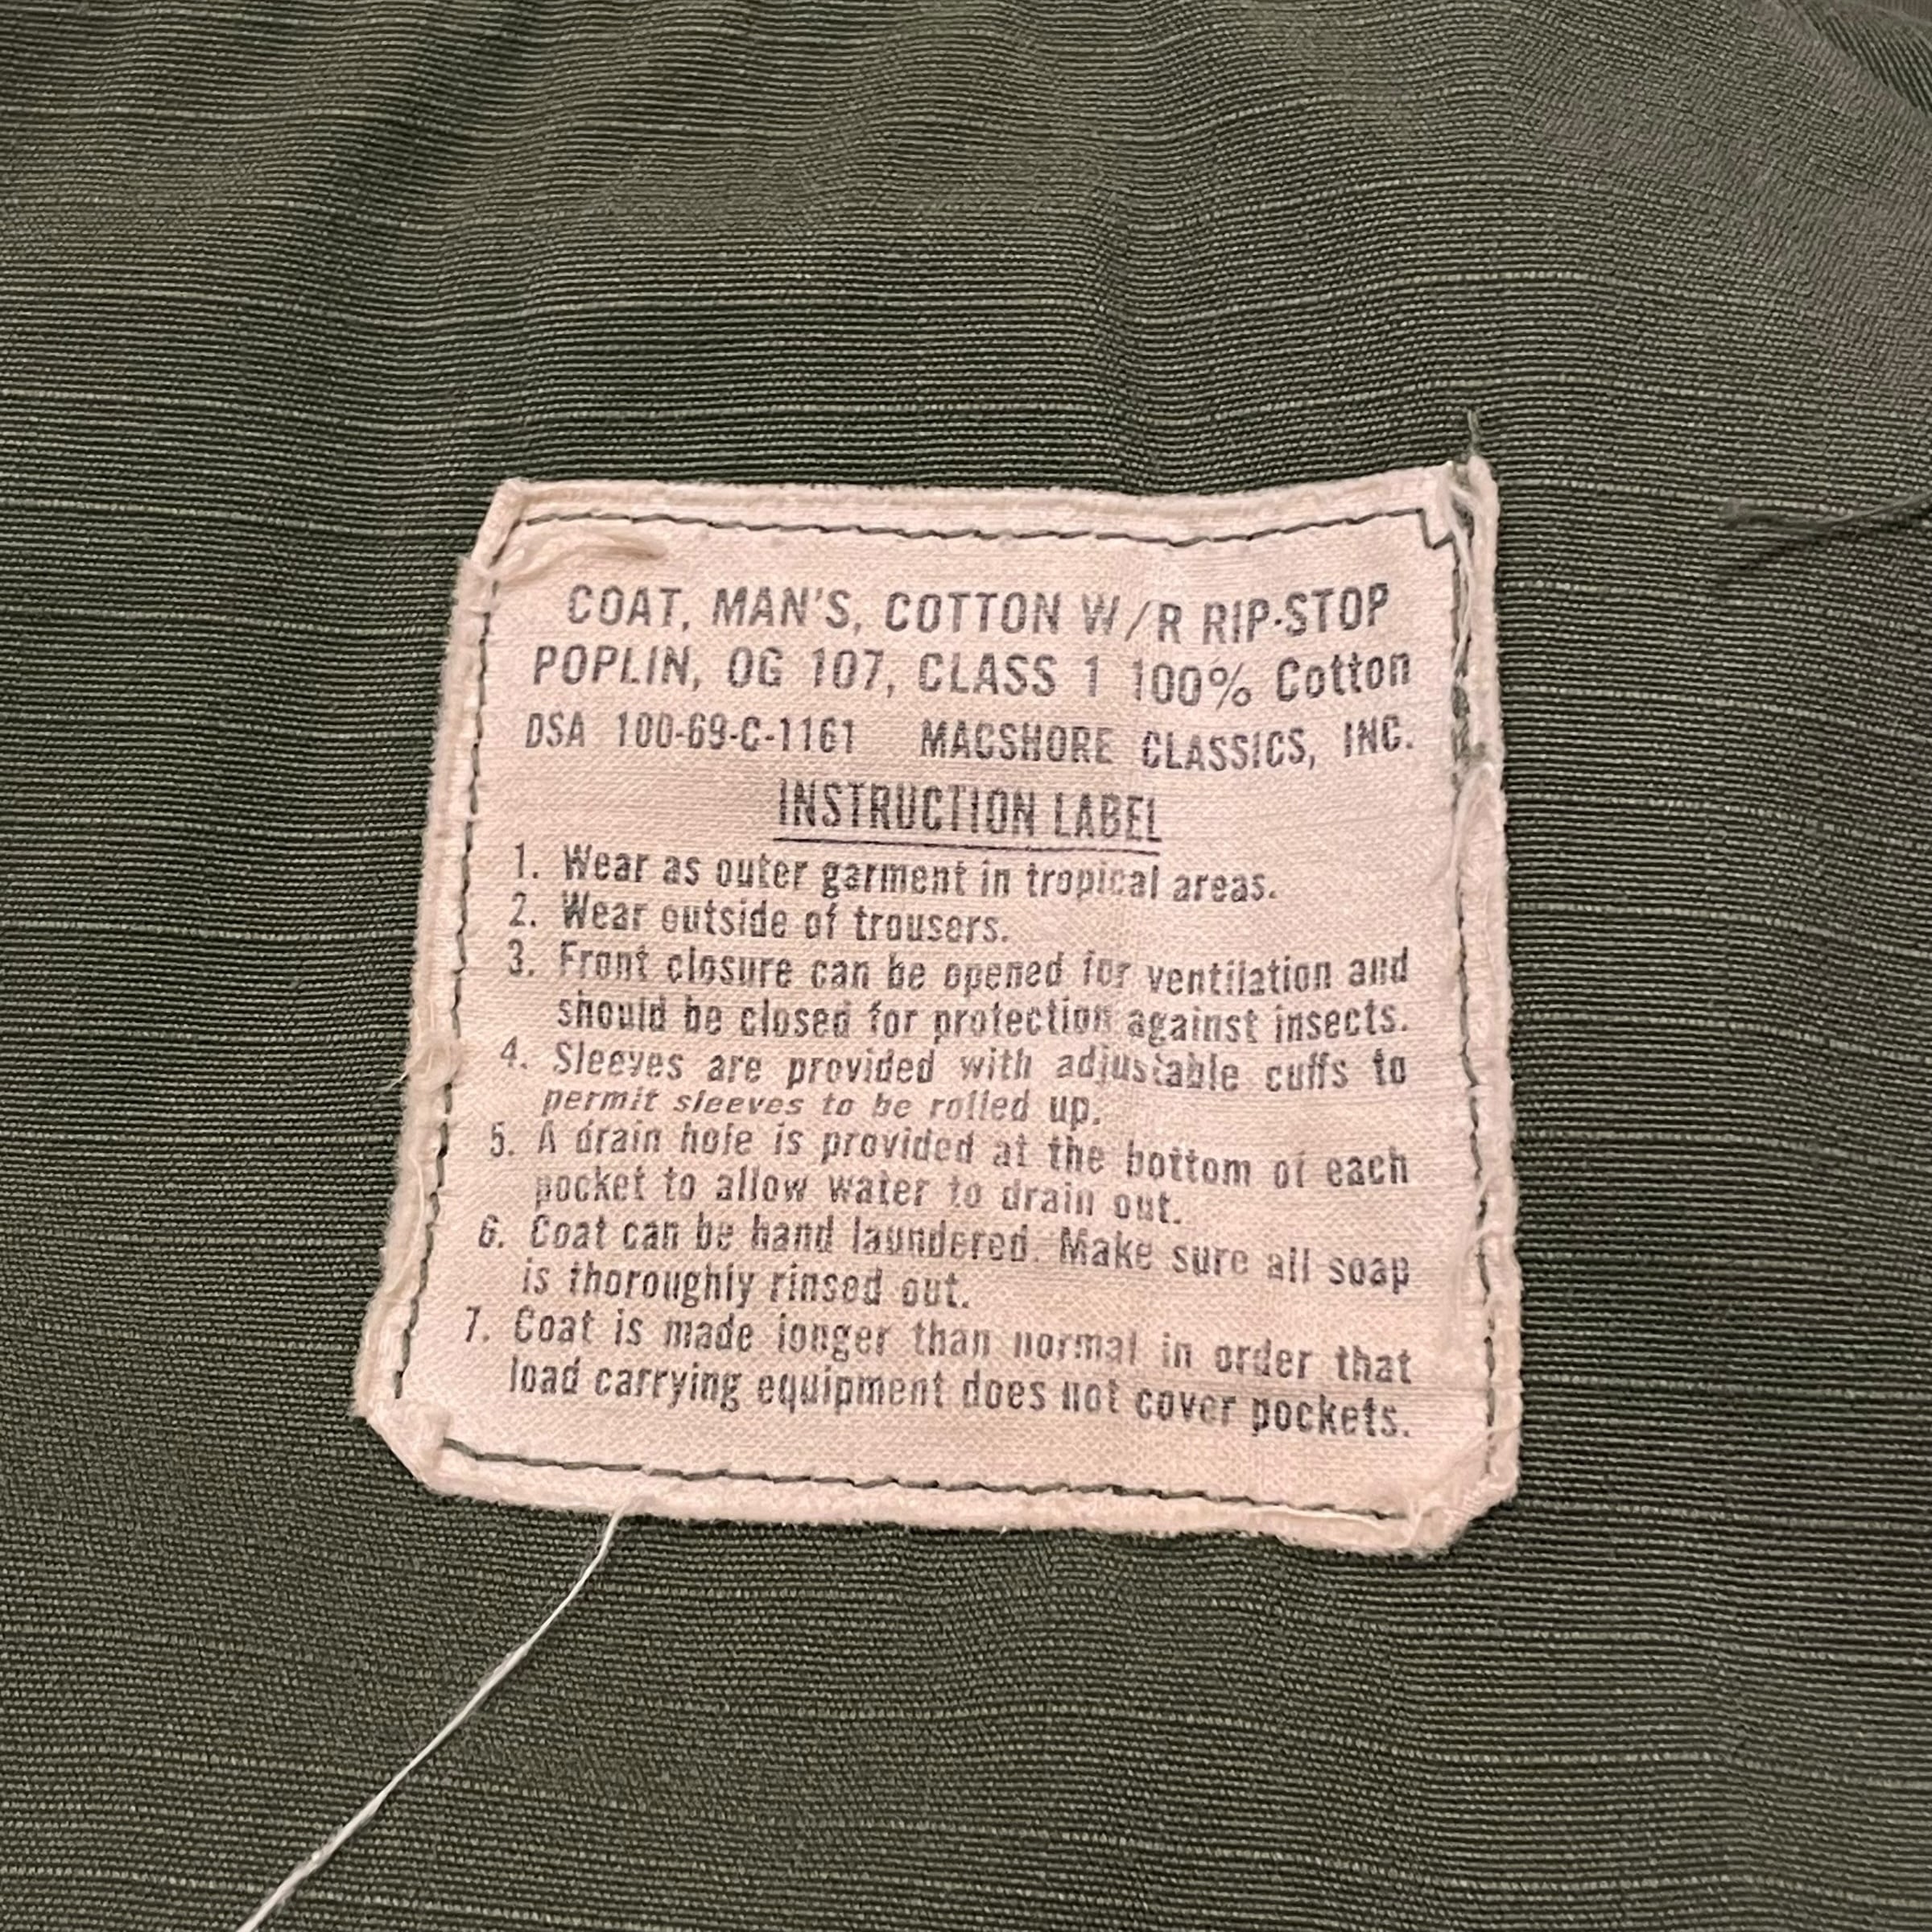 COAT, MAN'S, COTTON W/R RIP-STOP
POPLIN, OG 107, CLASS 1 100% Cotton
DSA 100-69-C-1161 MACSHORE CLASSICS, INC.
INSTRUCTION LABEL
1. Wear as outer garment in tropical areas.
2. Wear outside of trousers.
3. Front closure can be opened for ventilation and
should be closed for protection against insects.
4. Sleeves are provided with adjustable cuffs to
permit sleeves to be rolled up.
5. A drain hole is provided at the bottom of each
pocket to allow water to drain out.
6. Coat can be hand laundered. Make sure all soap
is thoroughly rinsed out.
7. Coat is made longer than normal in order that
load carrying equipment does not cover pockets.